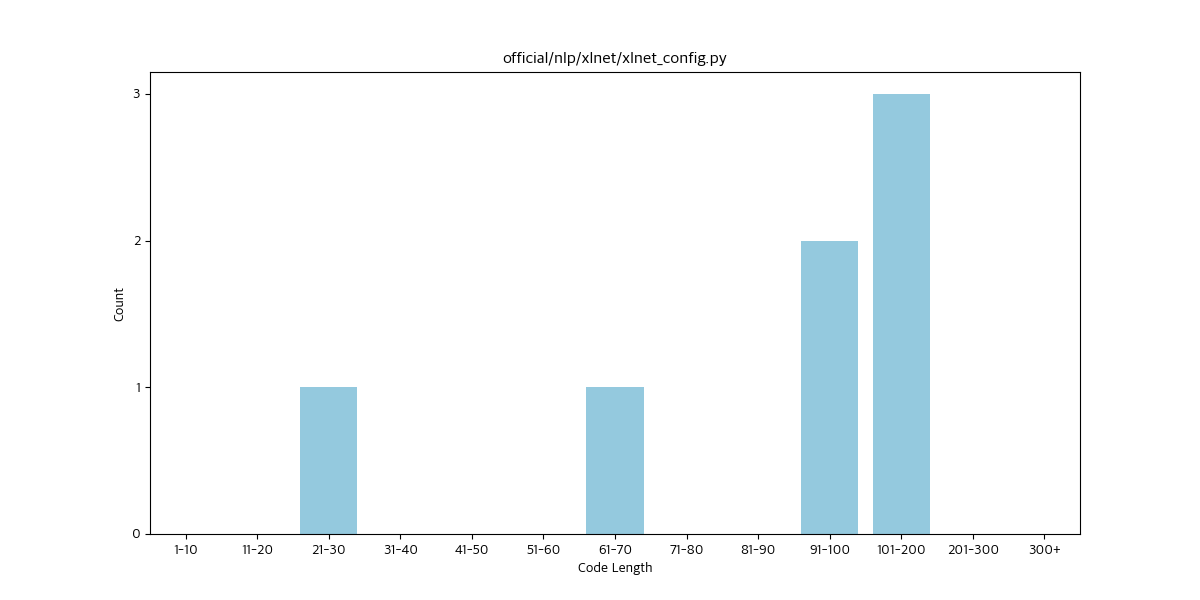 official/nlp/xlnet/xlnet_config.py
3
2
1
0
Count
1-10 11-20 21-30 31-40 41-50 51-60 61-70 71-80 81-90 91-100 101-200 201-300 300+
Code Length